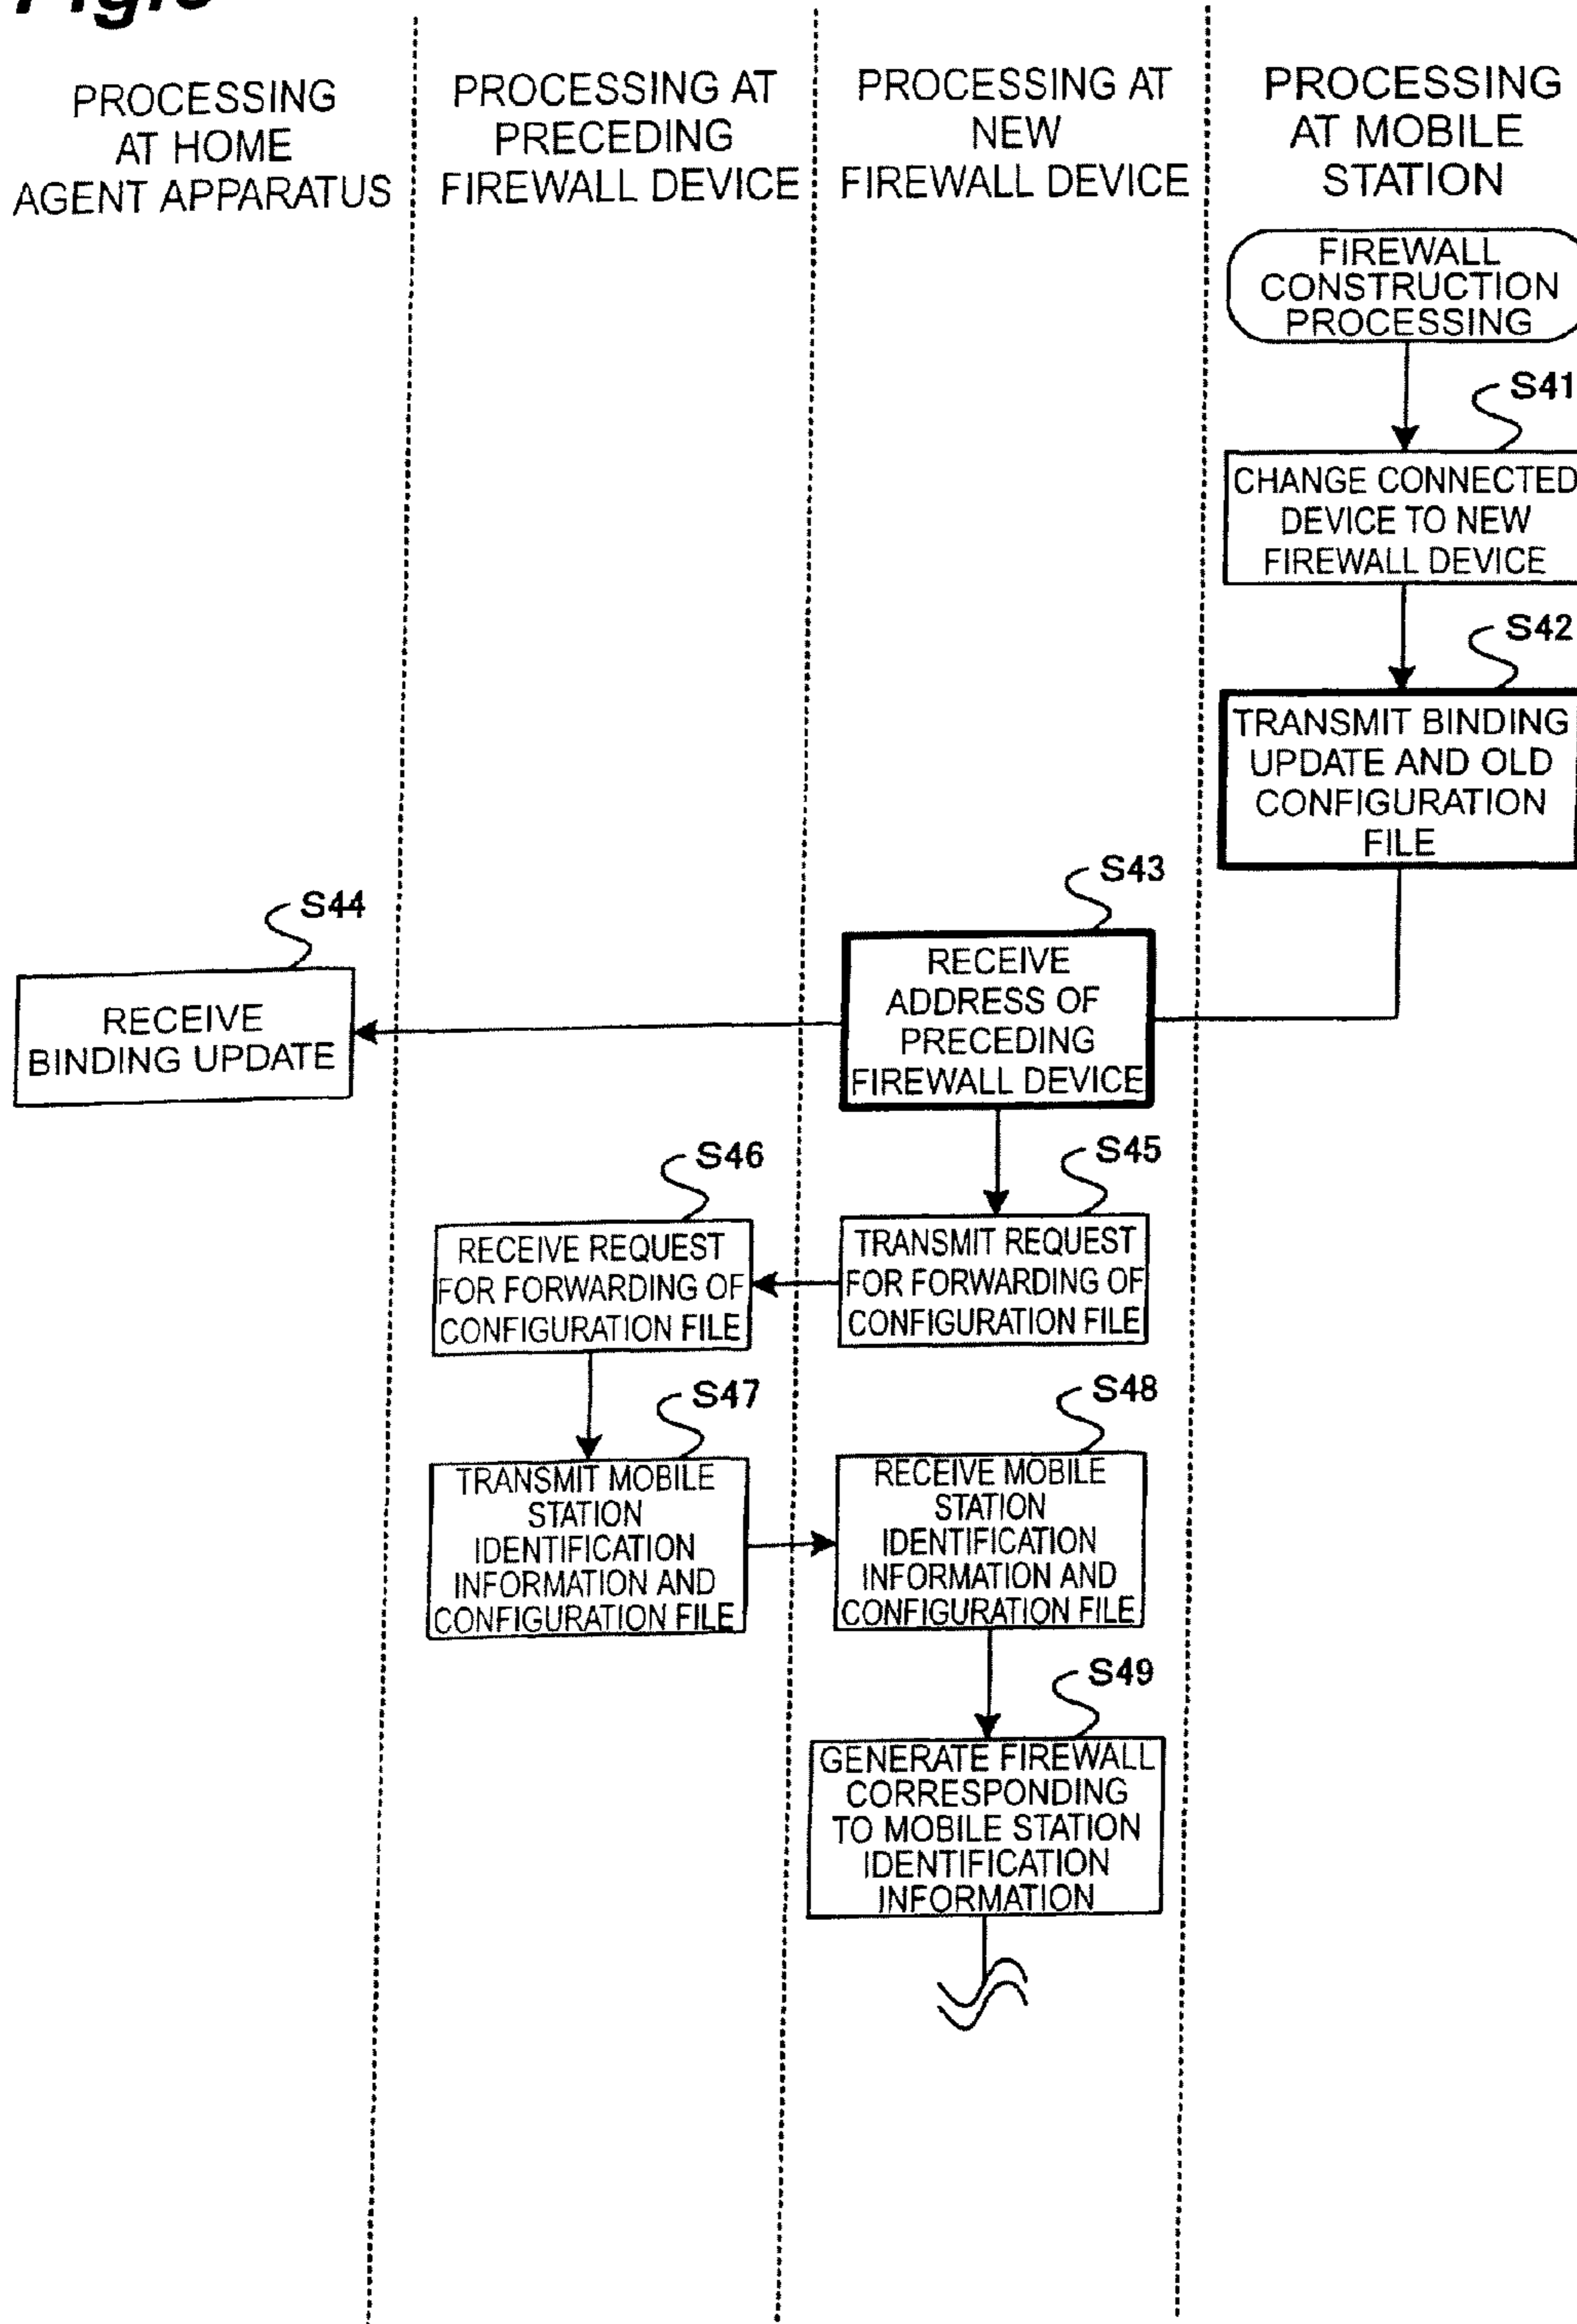 PROCESSING
AT HOME
AGENT APPARATUS
PROCESSING AT
PRECEDING
FIREWALL DEVICE
PROCESSING AT
NEW
FIREWALL DEVICE
PROCESSING
AT MOBILE
STATION
FIREWALL
CONSTRUCTION
PROCESSING
S41
CHANGE CONNECTED
DEVICE TO NEW
FIREWALL DEVICE
S42
TRANSMIT BINDING
UPDATE AND OLD
CONFIGURATION
FILE
S43
RECEIVE
ADDRESS OF
PRECEDING
FIREWALL DEVICE
S44
RECEIVE
BINDING UPDATE
S45
TRANSMIT REQUEST
FOR FORWARDING OF
CONFIGURATION FILE
S46
RECEIVE REQUEST
FOR FORWARDING OF
CONFIGURATION FILE
S47
TRANSMIT MOBILE
STATION
IDENTIFICATION
INFORMATION AND
CONFIGURATION FILE
S48
RECEIVE MOBILE
STATION
IDENTIFICATION
INFORMATION AND
CONFIGURATION FILE
S49
GENERATE FIREWALL
CORRESPONDING
TO MOBILE STATION
IDENTIFICATION
INFORMATION